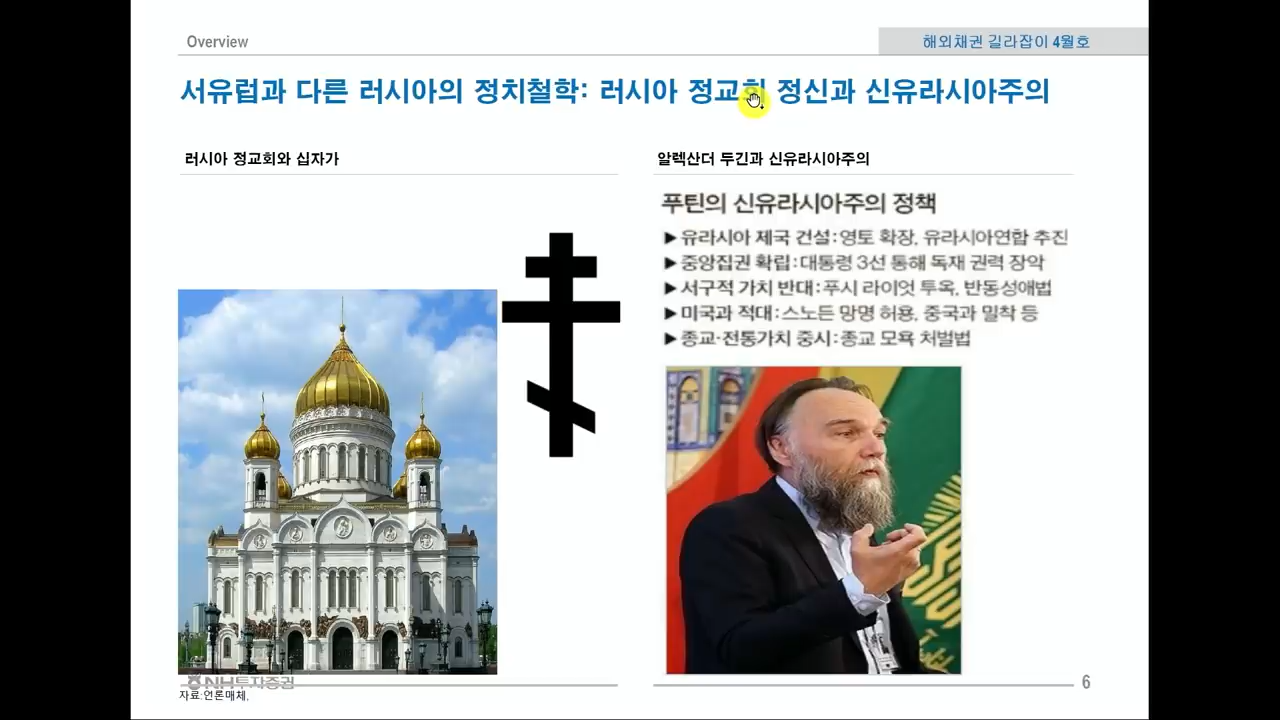 Overview
해외채권 길라잡이 4월호
서유럽과 다른 러시아의 정치철학: 러시아 정교회 정신과 신유라시아주의
러시아 정교회와 십자가
알렉산더 두긴과 신유라시아주의
푸틴의 신유라시아주의 정책
▶유라시아 제국 건설:영토 확장, 유라시아연합 추진
▶중앙집권 확립:대통령 3선 통해 독재 권력 장악
▶서구적 가치 반대:푸시 라이엇 투옥, 반동성애법
▶미국과 적대:스노든 망명 허용, 중국과 밀착 등
▶종교·전통가치 중시:종교 모욕 처벌법
NH투자증권
자료:언론매체,
6